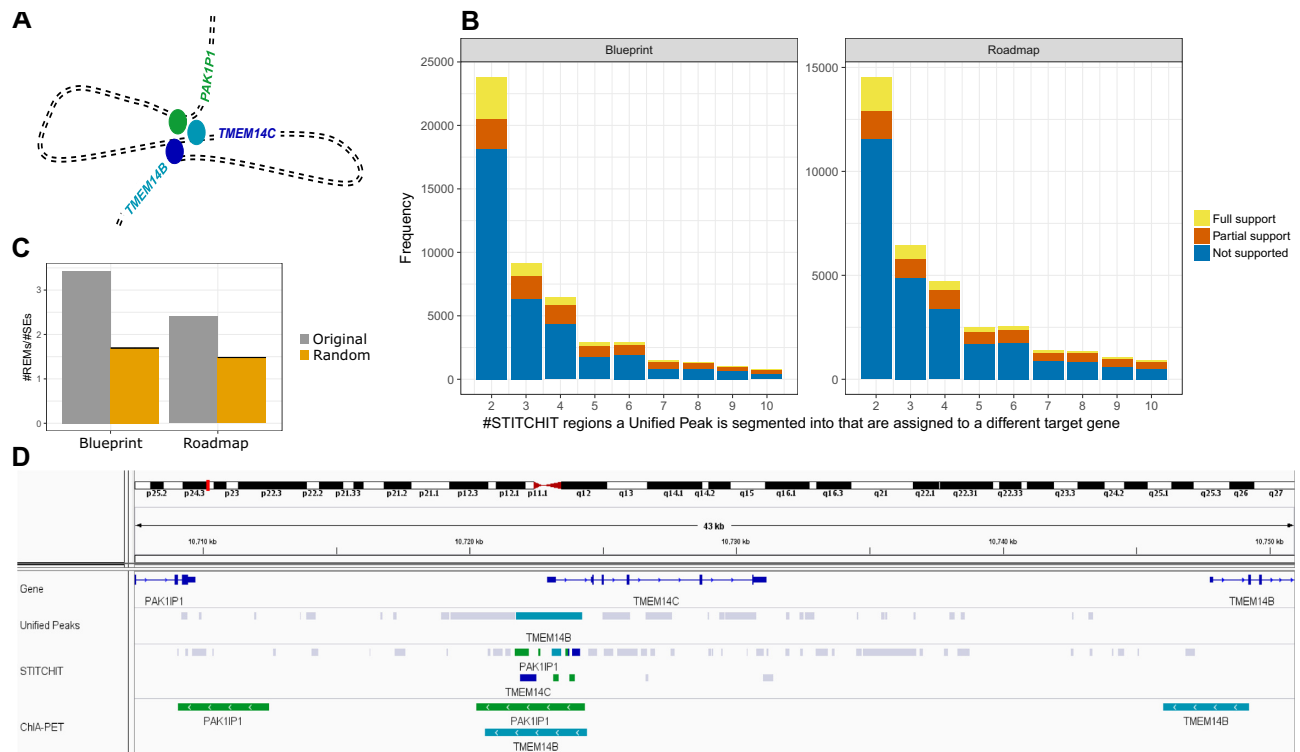 A
PAK1P1
TMEM14C
TMEM14B
B
Blueprint
Roadmap
25000
20000
15000
10000
5000
0
15000
10000
5000
0
Frequency
2 3 4 5 6 7 8 9 10
2 3 4 5 6 7 8 9 10
#STITCHIT regions a Unified Peak is segmented into that are assigned to a different target gene
Full support
Partial support
Not supported
C
#REMs/#SEs
3
2
1
0
Blueprint Roadmap
Original
Random
D
p25.2 p24.3 p23 p22.3 p22.2 p21.33 p21.2 p21.1 p12.3 p12.1 p11.1 q12 q13 q14.1 q14.2 q15 q16.1 q16.3 q21 q22.1 q22.31 q22.33 q23.3 q24.2 q25.1 q25.3 q26 q27
43 kb
10,710 kb 10,720 kb 10,730 kb 10,740 kb 10,750 kb
Gene
PAK1IP1 TMEM14C TMEM14B
Unified Peaks
TMEM14B
STITCHIT
PAK1IP1
TMEM14C
ChIA-PET
PAK1IP1 PAK1IP1 TMEM14B
TMEM14B